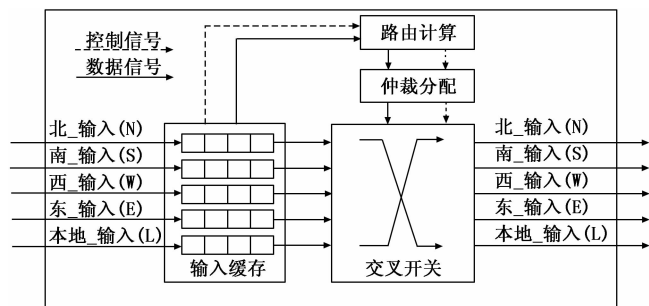 控制信号
数据信号
路由计算
仲裁分配
北_输入(N)
南_输入(S)
西_输入(W)
东_输入(E)
本地_输入(L)
输入缓存
交叉开关
北_输入(N)
南_输入(S)
西_输入(W)
东_输入(E)
本地_输入(L)